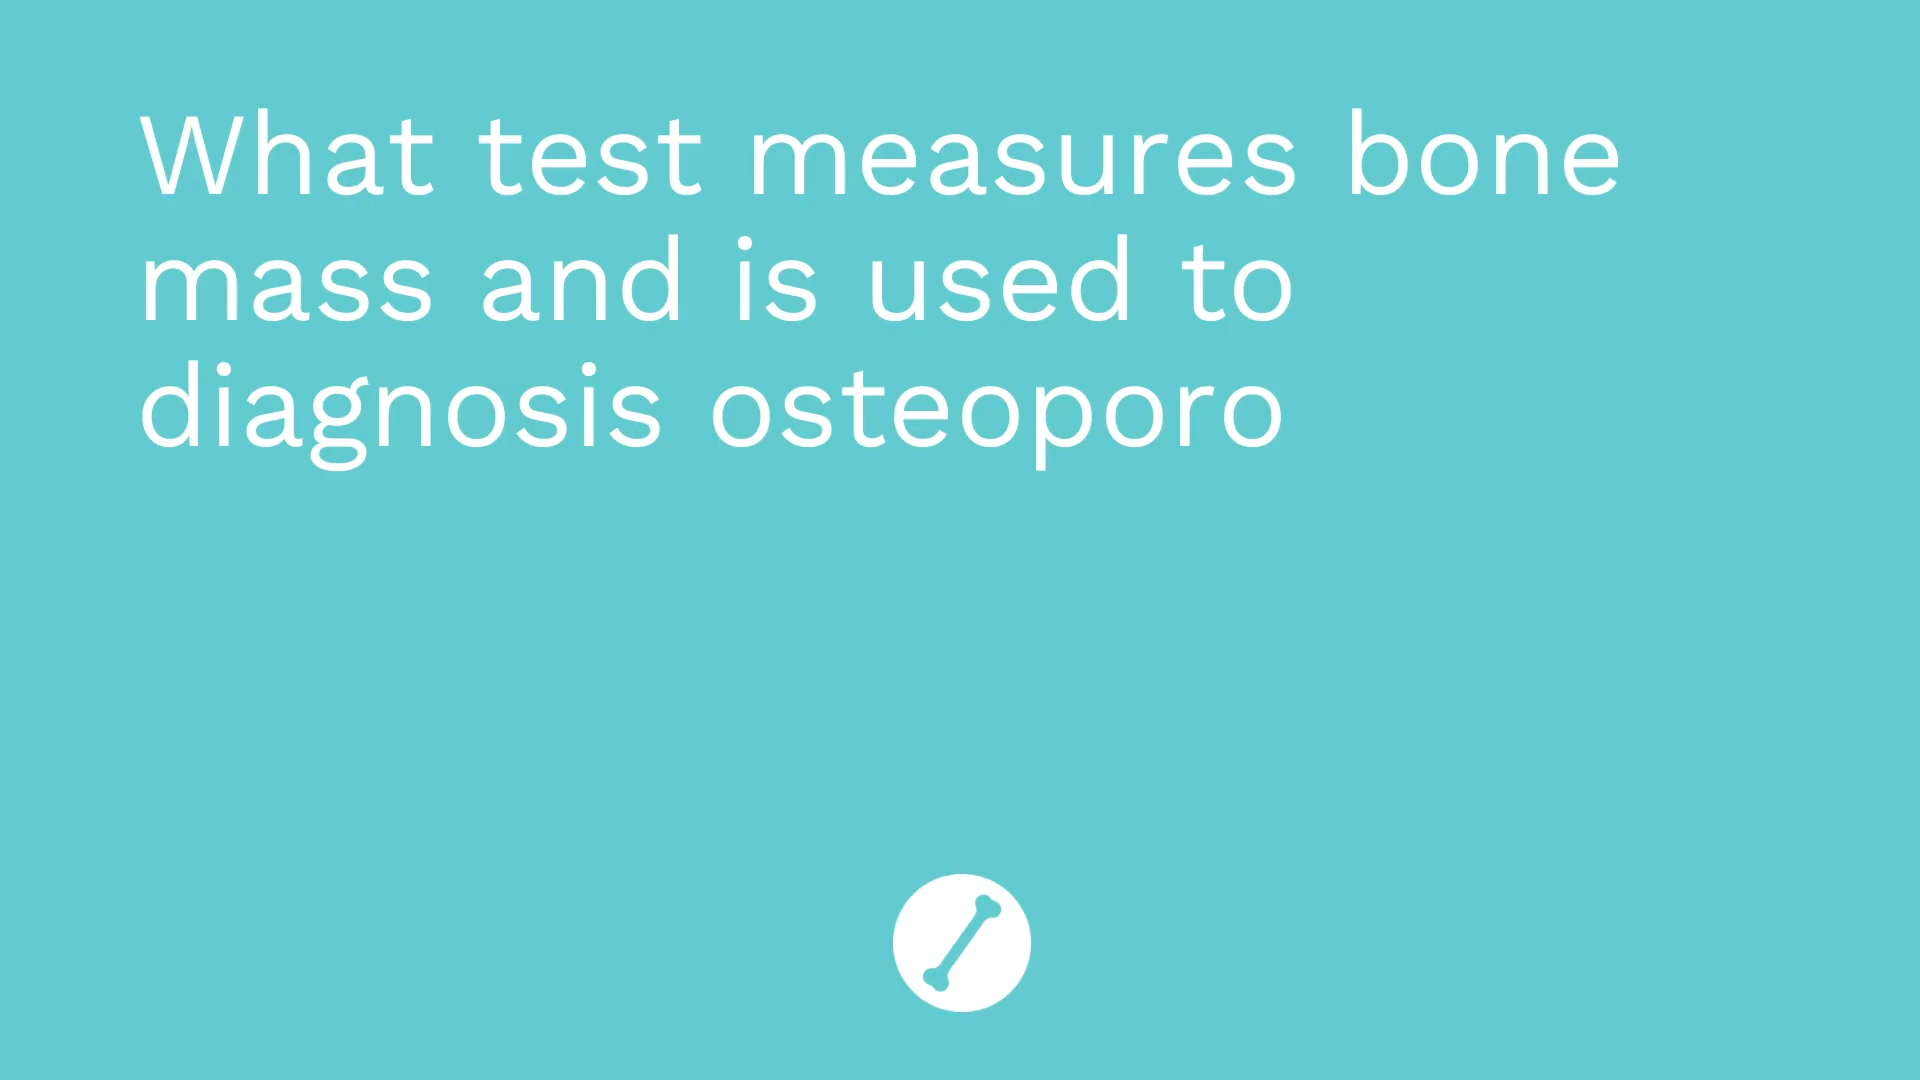 What test measures bone
mass and is used to
diagnosis osteoporo